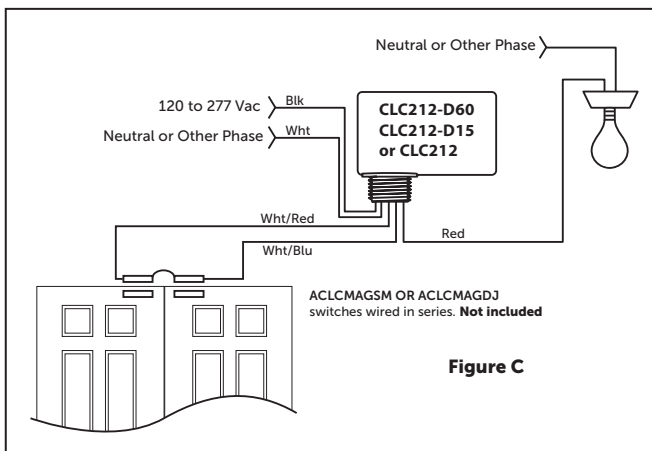 Neutral or Other Phase
120 to 277 Vac
Blk
Neutral or Other Phase
Wht
CLC212-D60
CLC212-D15
or CLC212
Wht/Red
Wht/Blu
Red
ACLCMAGSM OR ACLCMAGDJ
switches wired in series. Not included
Figure C